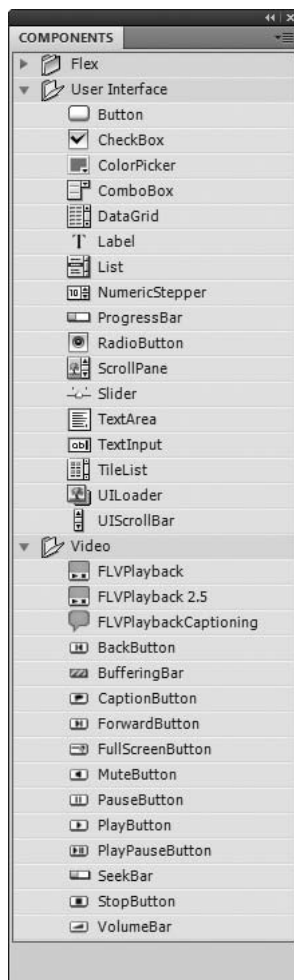 COMPONENTS
Flex
User Interface
Button
CheckBox
ColorPicker
ComboBox
DataGrid
T Label
List
10 NumericStepper
ProgressBar
RadioButton
ScrollPane
Slider
TextArea
ab TextInput
TileList
UILoader
UIScrollBar
Video
FLVPlayback
FLVPlayback 2.5
FLVPlaybackCaptioning
BackButton
BufferingBar
CaptionButton
ForwardButton
FullScreenButton
MuteButton
PauseButton
PlayButton
PlayPauseButton
SeekBar
StopButton
VolumeBar